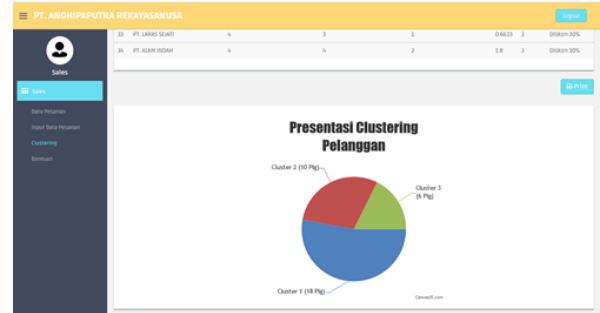 PT. ANDHIPAPUTRA REKAYASANUSA
Logout
33 PT. LARAS SEJATI 4 3 1 0.6633 3 Diskon 30%
34 PT. ALAM INDAH 4 4 2 1.8 3 Diskon 30%
Sales
Sales
Data Pesanan
Input Data Pesanan
Clustering
Bantuan
Print
Presentasi Clustering
Pelanggan
Cluster 2 (10 Plg)
Cluster 3
(6 Plg)
Cluster 1 (18 Plg)
CanvasJS.com